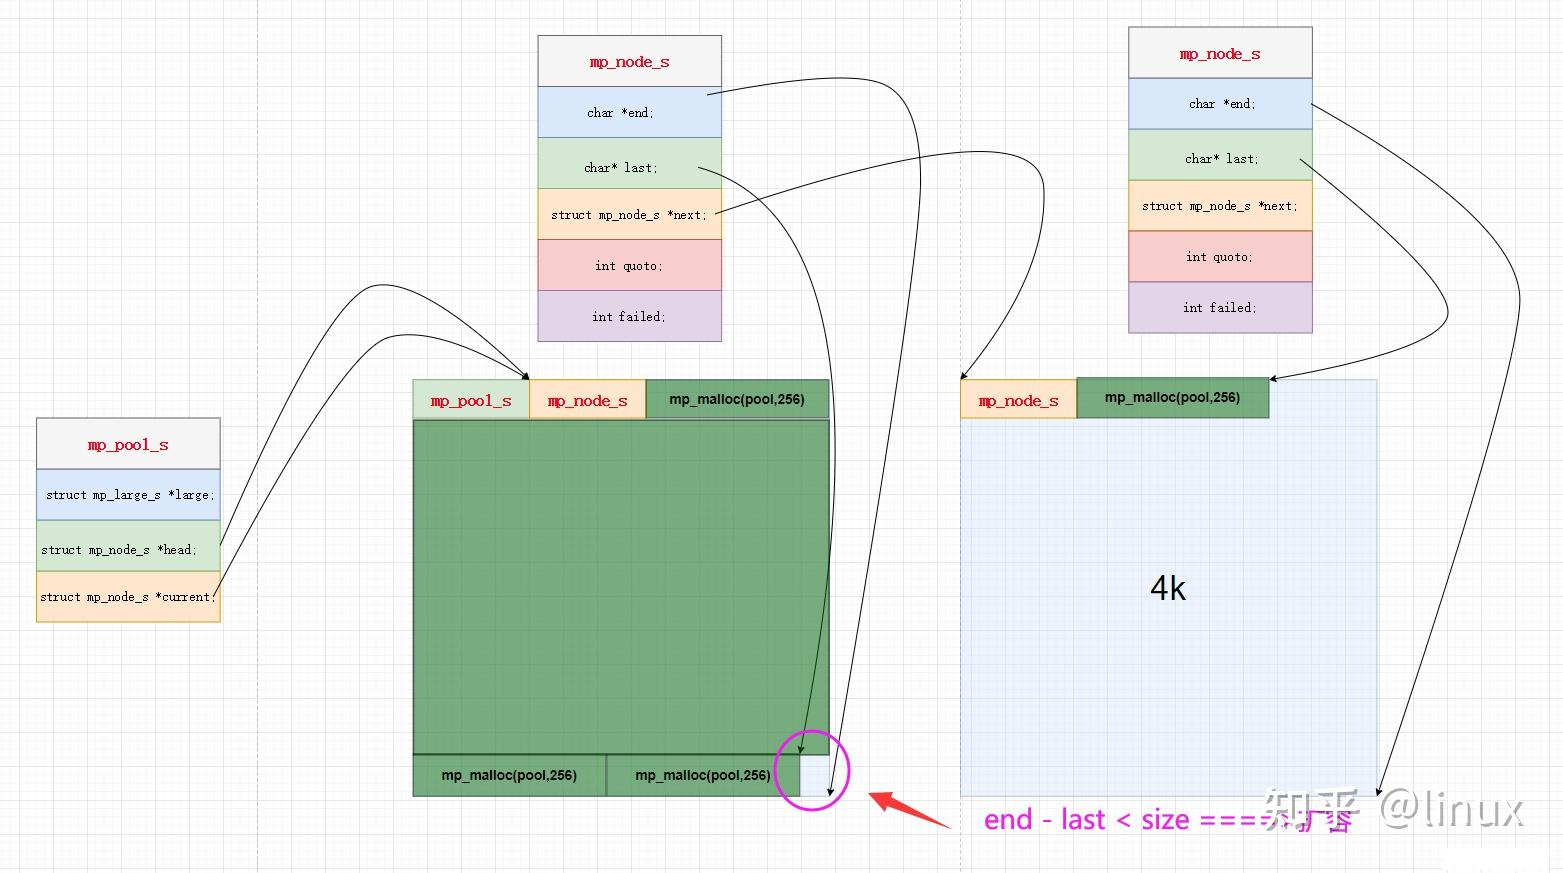 mp_node_s
char *end;
char* last;
struct mp_node_s *next;
int quoto;
int failed;
mp_node_s
char *end;
char* last;
struct mp_node_s *next;
int quoto;
int failed;
mp_pool_s
struct mp_large_s *large;
struct mp_node_s *head;
struct mp_node_s *current;
mp_pool_s
mp_node_s
mp_malloc(pool,256)
mp_malloc(pool,256)
mp_malloc(pool,256)
mp_node_s
mp_malloc(pool,256)
4k
end - last < size ====> 扩容
知乎 @linux